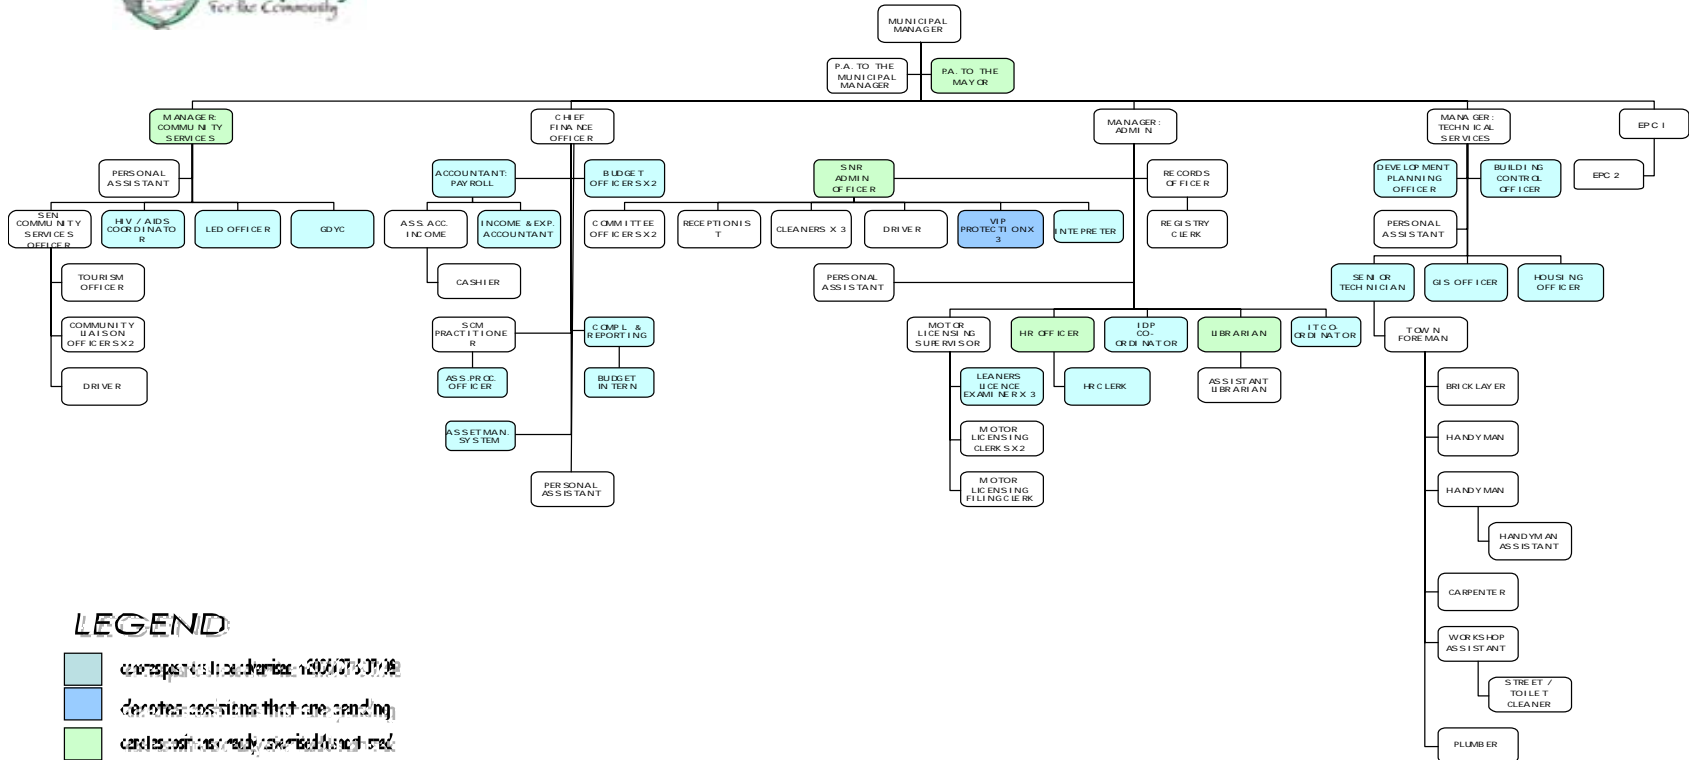 For the Community
MUNICIPAL
MANAGER
P.A. TO THE
MUNICIPAL
MANAGER
P.A. TO THE
MAYOR
MANAGER:
COMMUNITY
SERVICES
CHIEF
FINANCE
OFFICER
MANAGER:
ADMIN
MANAGER:
TECHNICAL
SERVICES
EPC 1
PERSONAL
ASSISTANT
ACCOUNTANT:
PAYROLL
BUDGET
OFFICERS X2
SNR
ADMIN
OFFICER
RECORDS
OFFICER
DEVELOPMENT
PLANNING
OFFICER
BUILDING
CONTROL
OFFICER
EPC 2
SEN
COMMUNITY
SERVICES
OFFICER
HIV / AIDS
COORDINATO
R
LED OFFICER
GDYC
ASS. ACC.
INCOME
INCOME & EXP.
ACCOUNTANT
COMMITTEE
OFFICERS X2
RECEPTIONIS
T
CLEANERS X 3
DRIVER
VIP
PROTECTION X
3
INTEPRETER
REGISTRY
CLERK
PERSONAL
ASSISTANT
TOURISM
OFFICER
CASHIER
PERSONAL
ASSISTANT
SENIOR
TECHNICIAN
GIS OFFICER
HOUSING
OFFICER
COMMUNITY
LIAISON
OFFICERS X2
SCM
PRACTITIONE
R
COMPL. &
REPORTING
MOTOR
LICENSING
SUPERVISOR
HR OFFICER
IDP
CO-
ORDINATOR
LIBRARIAN
IT CO-
ORDINATOR
TOWN
FOREMAN
DRIVER
ASS. PROC.
OFFICER
BUDGET
INTERN
LEANERS
LICENCE
EXAMINER X 3
HR CLERK
ASSISTANT
LIBRARIAN
BRICKLAYER
ASSET MAN.
SYSTEM
MOTOR
LICENSING
CLERKS X2
HANDYMAN
PERSONAL
ASSISTANT
MOTOR
LICENSING
FILING CLERK
HANDYMAN
HANDYMAN
ASSISTANT
CARPENTER
LEGEND
WORKSHOP
ASSISTANT
STREET /
TOILET
CLEANER
denotes positions that are pending
PLUMBER